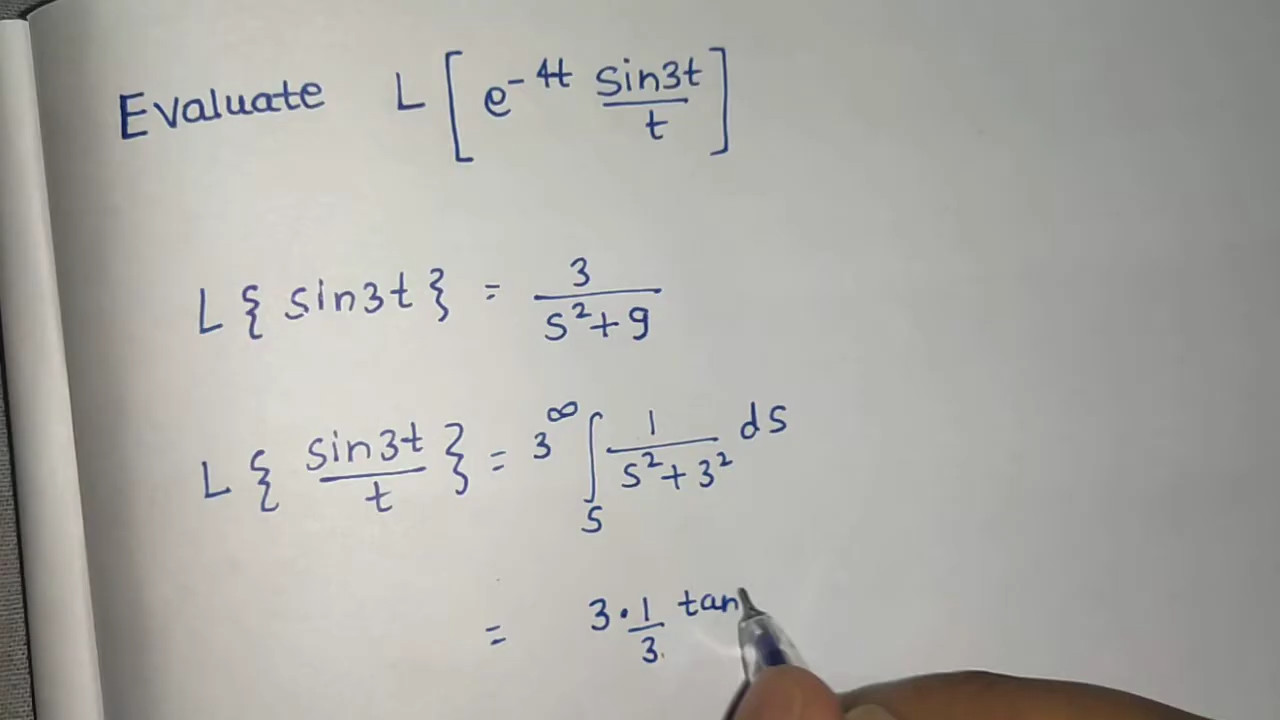 Evaluate L [ e^-4t sin3t/t ]
L { sin3t } = 3/(s²+9)
L { sin3t/t } = 3 ∫_s^∞ 1/(s²+3²) ds
= 3·1/3 tan